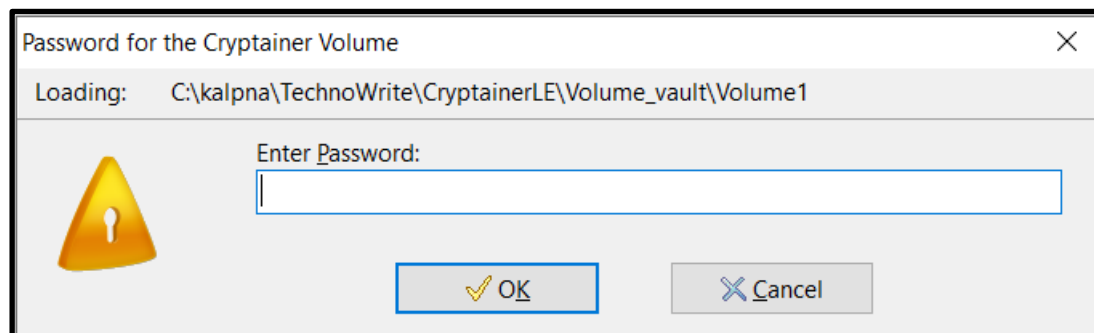 Password for the Cryptainer Volume
Loading: C:\kalpna\TechnoWrite\CryptainerLE\Volume_vault\Volume1
Enter Password:
OK Cancel